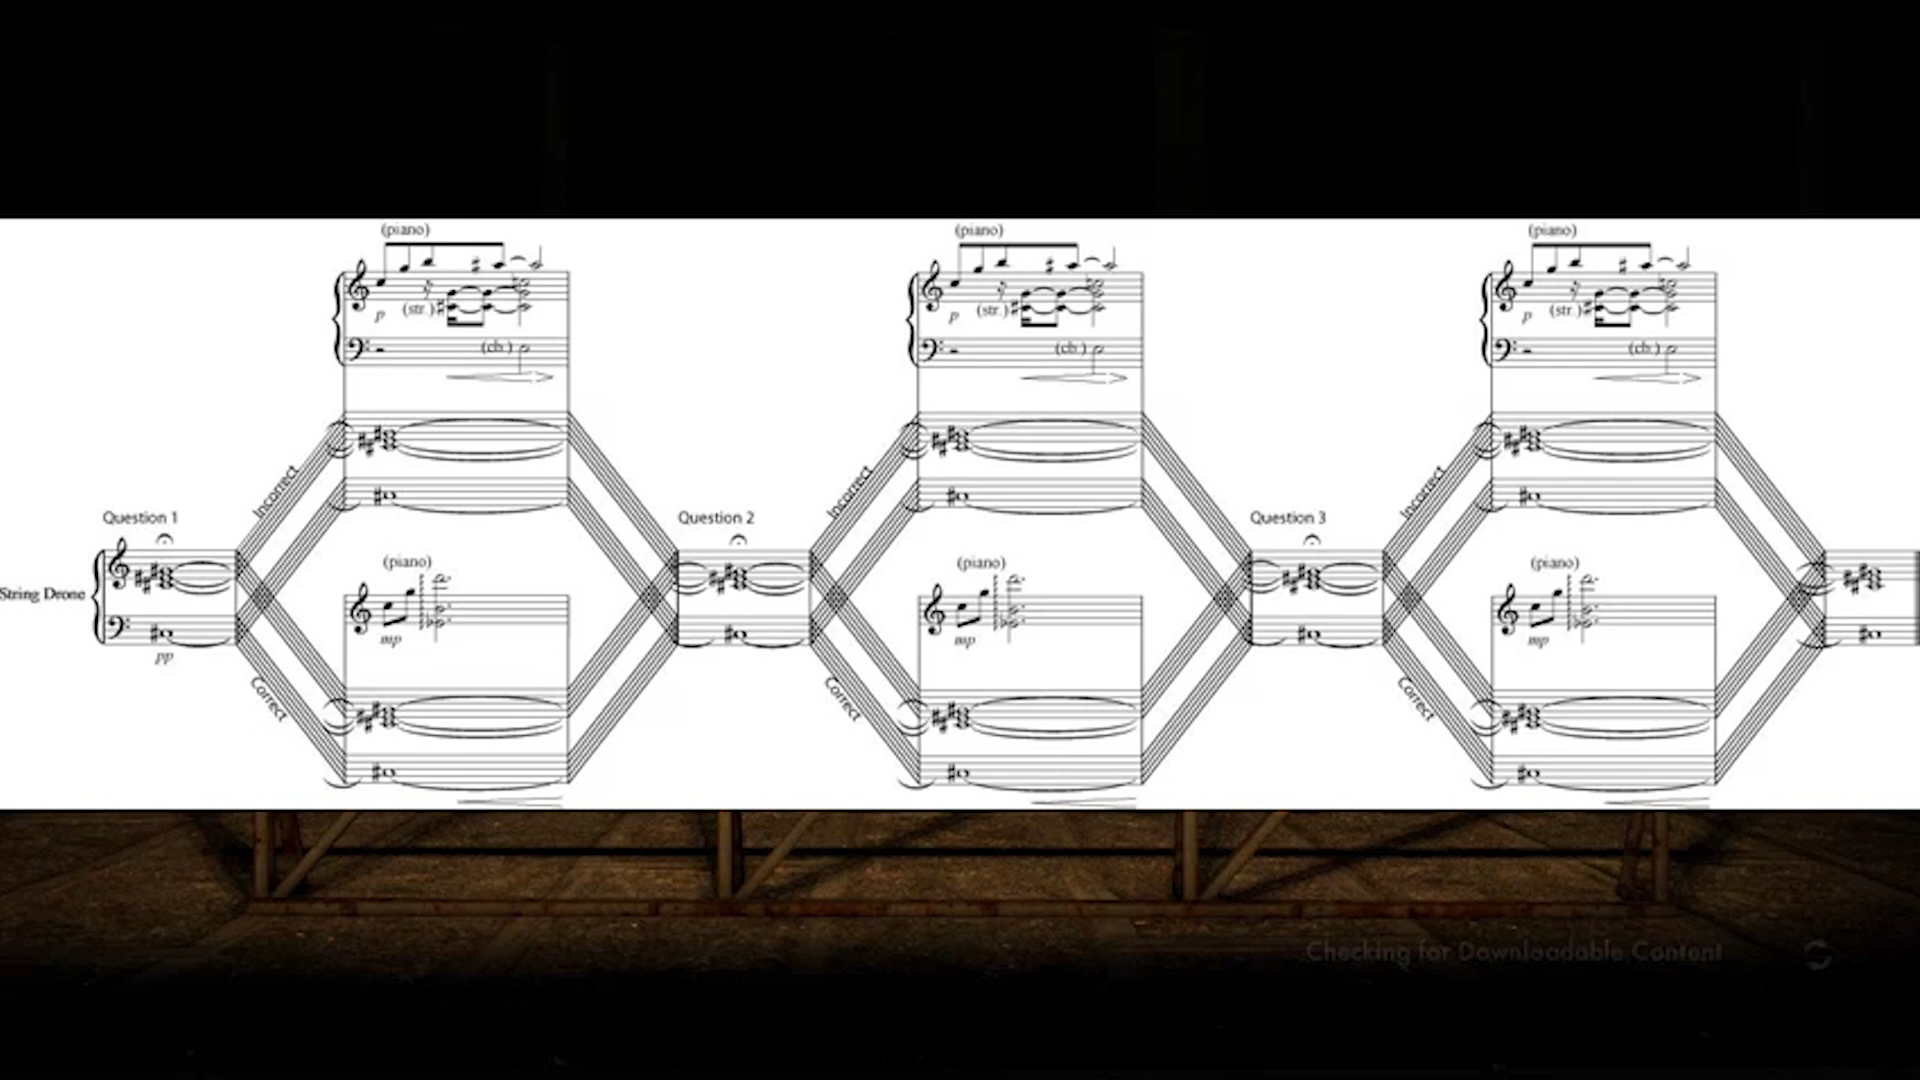 (piano)
(piano)
(piano)
p (str.)
p (str.)
p (str.)
(cb.)
(cb.)
(cb.)
Incorrect
Incorrect
Incorrect
Question 1
Question 2
Question 3
(piano)
(piano)
(piano)
String Drone
mp
mp
mp
pp
Correct
Correct
Correct
Checking for Downloadable Content